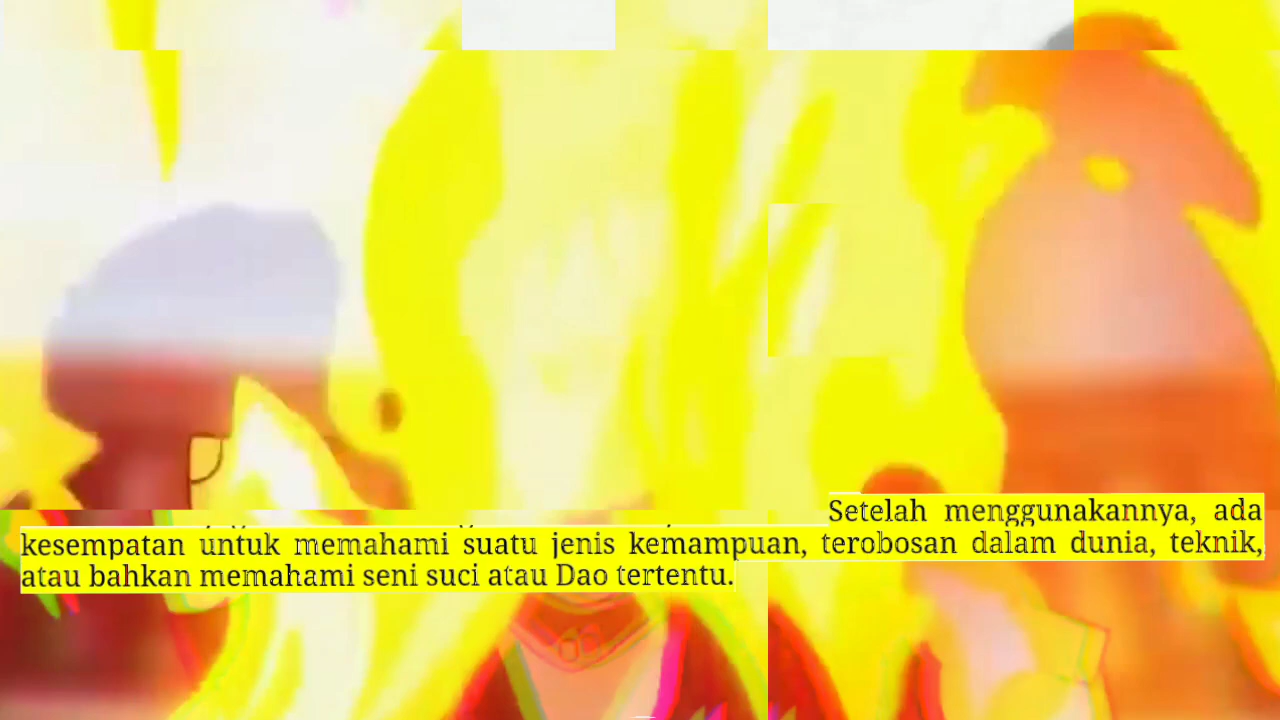 Setelah menggunakannya, ada
kesempatan untuk memahami suatu jenis kemampuan, terobosan dalam dunia, teknik,
atau bahkan memahami seni suci atau Dao tertentu.